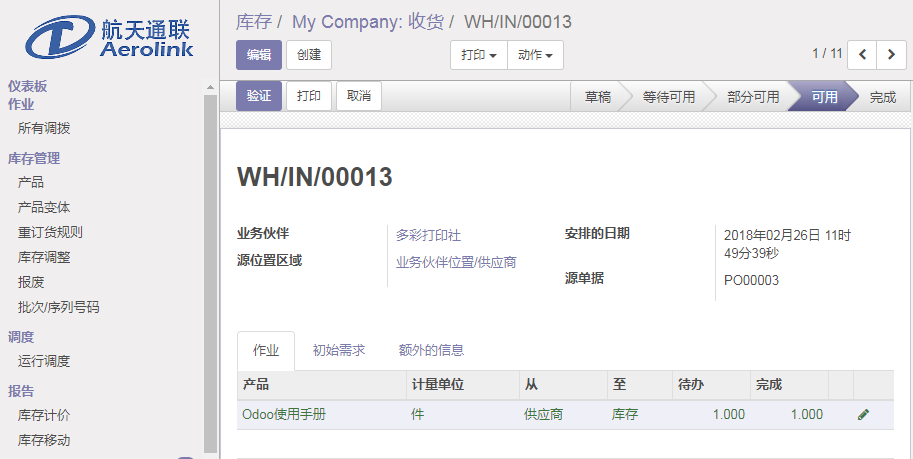 航天通联
Aerolink
仪表板
作业
所有调拨
库存管理
产品
产品变体
重订货规则
库存调整
报废
批次/序列号码
调度
运行调度
报告
库存计价
库存移动
库存 / My Company: 收货 / WH/IN/00013
编辑 创建 打印 动作 1 / 11
验证 打印 取消 草稿 等待可用 部分可用 可用 完成
WH/IN/00013
业务伙伴 多彩打印社
源位置区域 业务伙伴位置/供应商
安排的日期 2018年02月26日 11时
49分39秒
源单据 PO00003
作业 初始需求 额外的信息
产品 计量单位 从 至 待办 完成
Odoo使用手册 件 供应商 库存 1.000 1.000